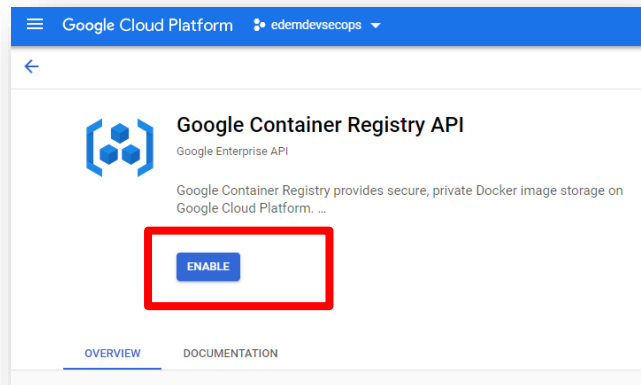 Google Cloud Platform edemdevsecops
Google Container Registry API
Google Enterprise API
Google Container Registry provides secure, private Docker image storage on
Google Cloud Platform. ...
ENABLE
OVERVIEW DOCUMENTATION